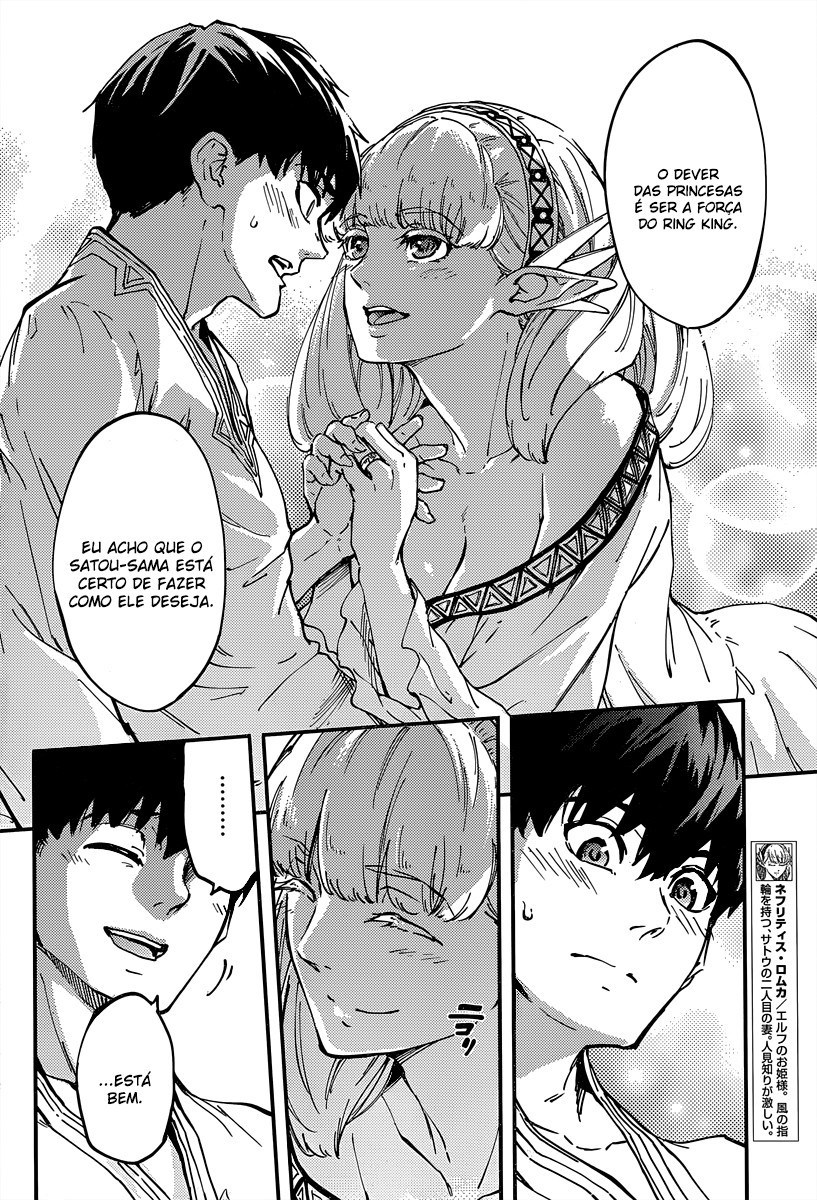 O DEVER
DAS PRINCESAS
É SER A FORÇA
DO RING KING.
EU ACHO QUE O
SATOU-SAMA ESTÁ
CERTO DE FAZER
COMO ELE DESEJA.
ネフリティス・ロムカ/エルフのお姫様。風の指
輪を持つ、サトウの二人目の妻。人見知りが激しい。
ニコリ
………
...ESTÁ
BEM.